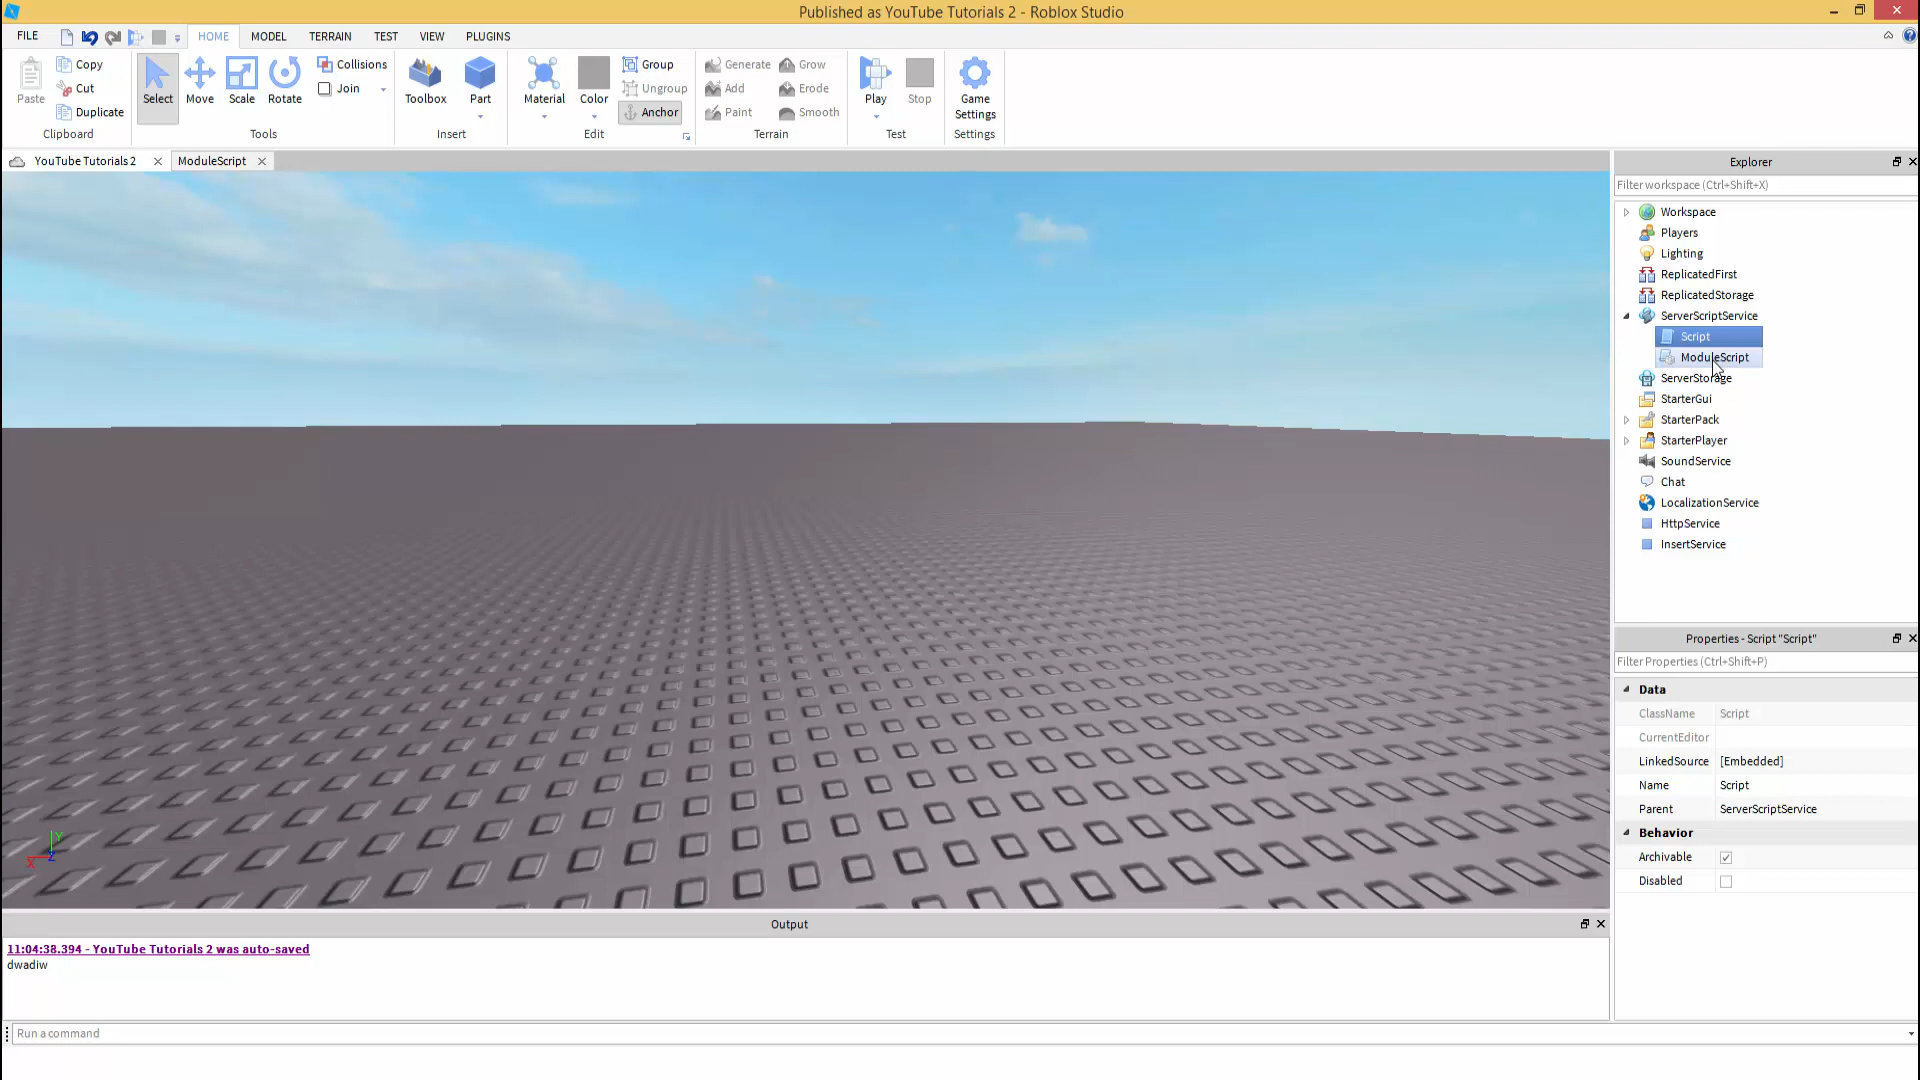 Published as YouTube Tutorials 2 - Roblox Studio
FILE
HOME
MODEL
TERRAIN
TEST
VIEW
PLUGINS
Paste
Copy
Cut
Duplicate
Clipboard
Select
Move
Scale
Rotate
Collisions
Join
Tools
Toolbox
Part
Insert
Material
Color
Group
Ungroup
Anchor
Edit
Generate
Add
Paint
Grow
Erode
Smooth
Terrain
Play
Stop
Test
Game
Settings
Settings
YouTube Tutorials 2
ModuleScript
Explorer
Filter workspace (Ctrl+Shift+X)
Workspace
Players
Lighting
ReplicatedFirst
ReplicatedStorage
ServerScriptService
Script
ModuleScript
ServerStorage
StarterGui
StarterPack
StarterPlayer
SoundService
Chat
LocalizationService
HttpService
InsertService
Properties - Script "Script"
Filter Properties (Ctrl+Shift+P)
Data
ClassName Script
CurrentEditor
LinkedSource [Embedded]
Name Script
Parent ServerScriptService
Behavior
Archivable
Disabled
Y
X
Z
Output
11:04:38.394 - YouTube Tutorials 2 was auto-saved
dwadiw
Run a command